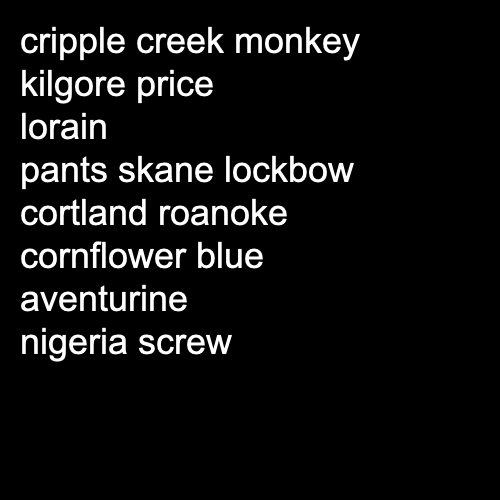 cripple creek monkey
kilgore price
lorain
pants skane lockbow
cortland roanoke
cornflower blue
aventurine
nigeria screw